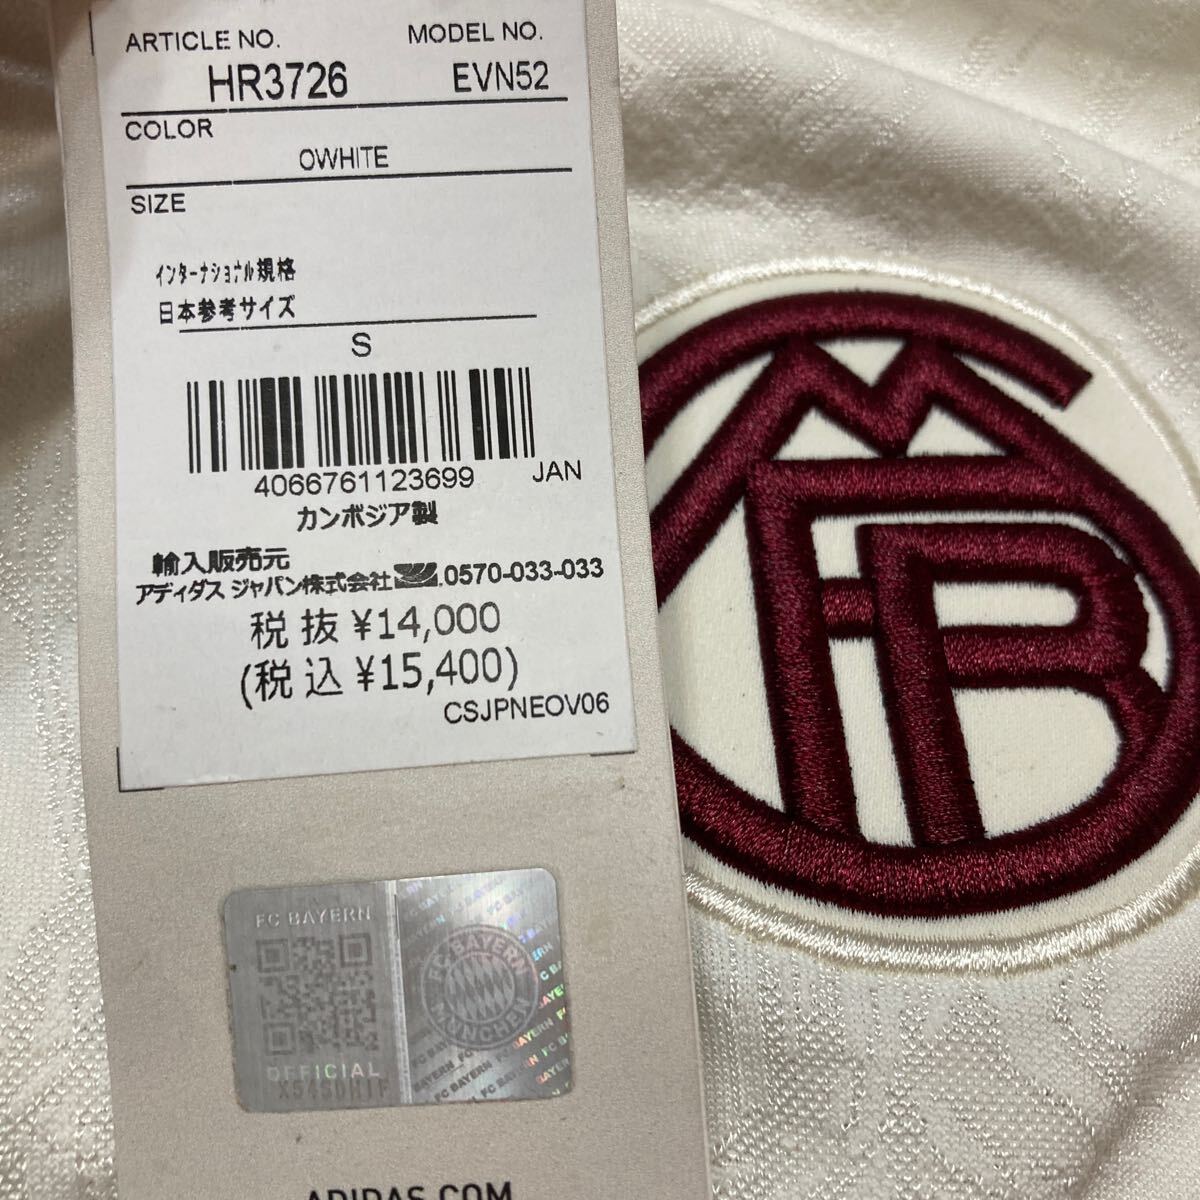 ARTICLE NO. MODEL NO.
HR3726 EVN52
COLOR
OWHITE
SIZE
インターナショナル規格
日本参考サイズ
S
4066761123699 JAN
カンボジア製
輸入販売元
アディダス ジャパン株式会社 .0570-033-033
税 抜 ¥14,000
(税 込 ¥15,400)
CSJPNEOV06
FC BAYERN
OFFICIAL
FC BAYERN
MÜNCHEN
ADIDAS.COM